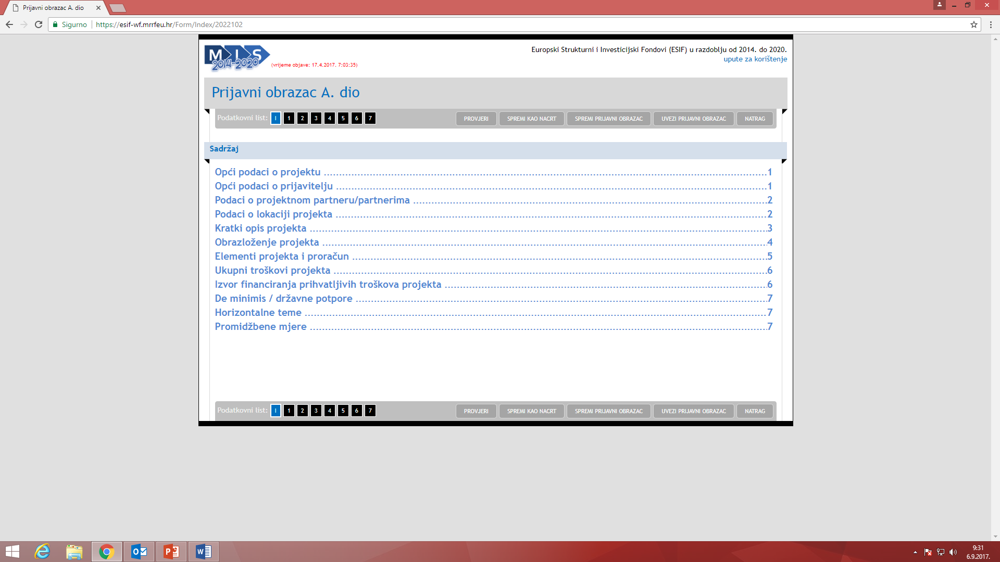 Prijavni obrazac A. dio
Sigurno https://esif-wf.mrrfeu.hr/Form/Index/2022102
MIS
2014-2020
(vrijeme objave: 17.4.2017. 7:03:35)
Europski Strukturni i Investicijski Fondovi (ESIF) u razdoblju od 2014. do 2020.
upute za korištenje
Prijavni obrazac A. dio
Podatkovni list: I 1 2 3 4 5 6 7 PROVJERI SPREMI KAO NACRT SPREMI PRIJAVNI OBRAZAC UVEZI PRIJAVNI OBRAZAC NATRAG
Sadržaj
Opći podaci o projektu 1
Opći podaci o prijavitelju 1
Podaci o projektnom partneru/partnerima 2
Podaci o lokaciji projekta 2
Kratki opis projekta 3
Obrazloženje projekta 4
Elementi projekta i proračun 5
Ukupni troškovi projekta 6
Izvor financiranja prihvatljivih troškova projekta 6
De minimis / državne potpore 7
Horizontalne teme 7
Promidžbene mjere 7
Podatkovni list: I 1 2 3 4 5 6 7 PROVJERI SPREMI KAO NACRT SPREMI PRIJAVNI OBRAZAC UVEZI PRIJAVNI OBRAZAC NATRAG
9:31
6.9.2017.